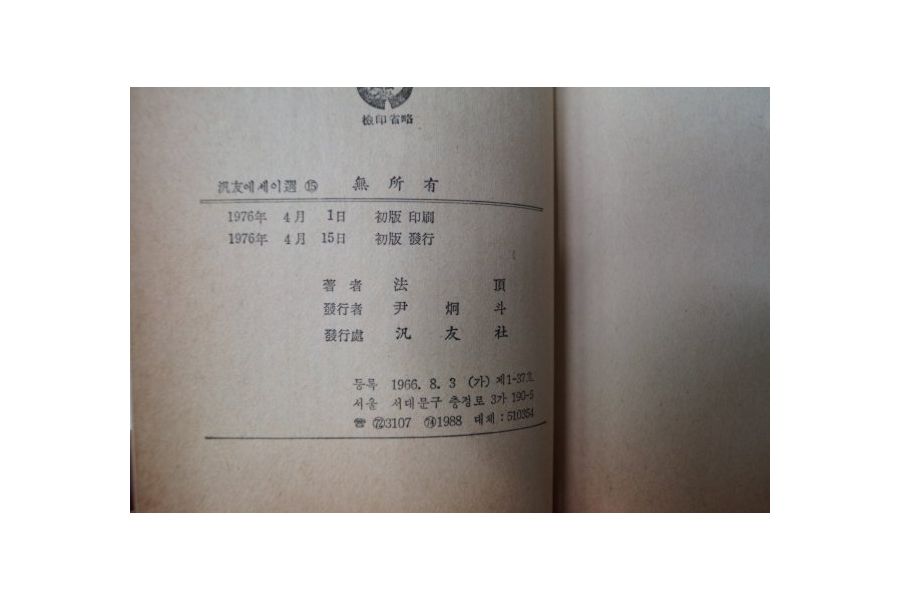 檢印省略
汎友에세이選 ⑮ 無所有
1976年 4月 1日 初版 印刷
1976年 4月 15日 初版 發行
著者 法頂
發行者 尹炯斗
發行處 汎友社
등록 1966. 8. 3 (가) 제1-37호
서울 서대문구 충정로 3가 190-5
☎ ㉒3107 ㉔1988 대체 : 510354